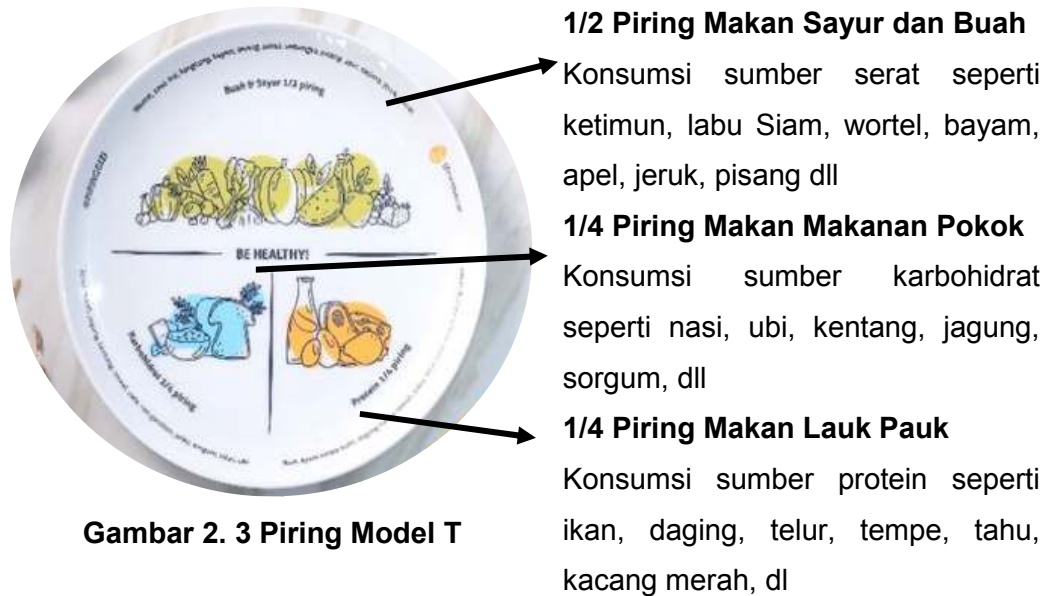 Buah & Sayur 1/2 piring
BE HEALTHY!
Karbohidrat 1/4 piring
Protein 1/4 piring
Gambar 2. 3 Piring Model T
1/2 Piring Makan Sayur dan Buah
Konsumsi sumber serat seperti
ketimun, labu Siam, wortel, bayam,
apel, jeruk, pisang dll
1/4 Piring Makan Makanan Pokok
Konsumsi sumber karbohidrat
seperti nasi, ubi, kentang, jagung,
sorgum, dll
1/4 Piring Makan Lauk Pauk
Konsumsi sumber protein seperti
ikan, daging, telur, tempe, tahu,
kacang merah, dl